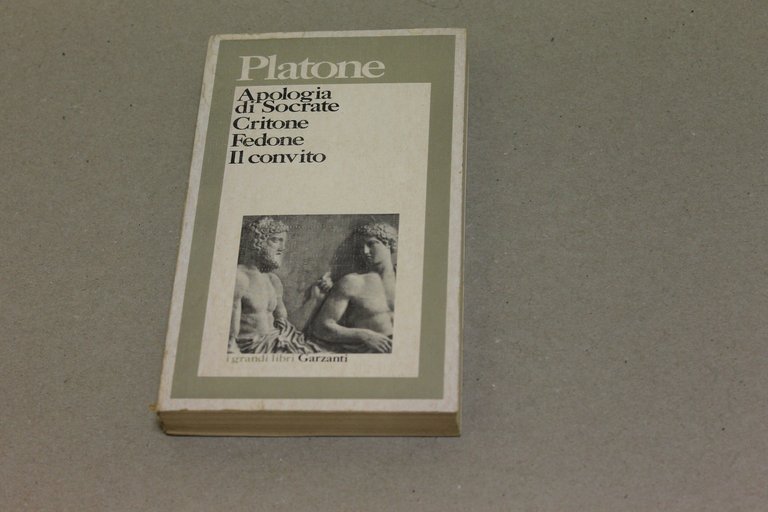 Platone
Apologia
di Socrate
Critone
Fedone
Il convito
i grandi libri Garzanti